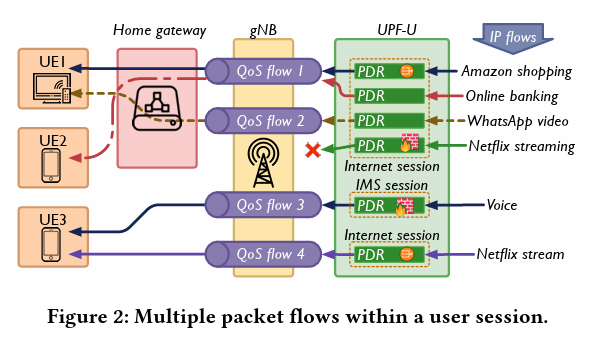 Home gateway
gNB
UPF-U
IP flows
UE1
QoS flow 1
PDR
Amazon shopping
PDR
Online banking
QoS flow 2
PDR
WhatsApp video
UE2
PDR
Netflix streaming
Internet session
IMS session
UE3
QoS flow 3
PDR
Voice
Internet session
QoS flow 4
PDR
Netflix stream
Figure 2: Multiple packet flows within a user session.